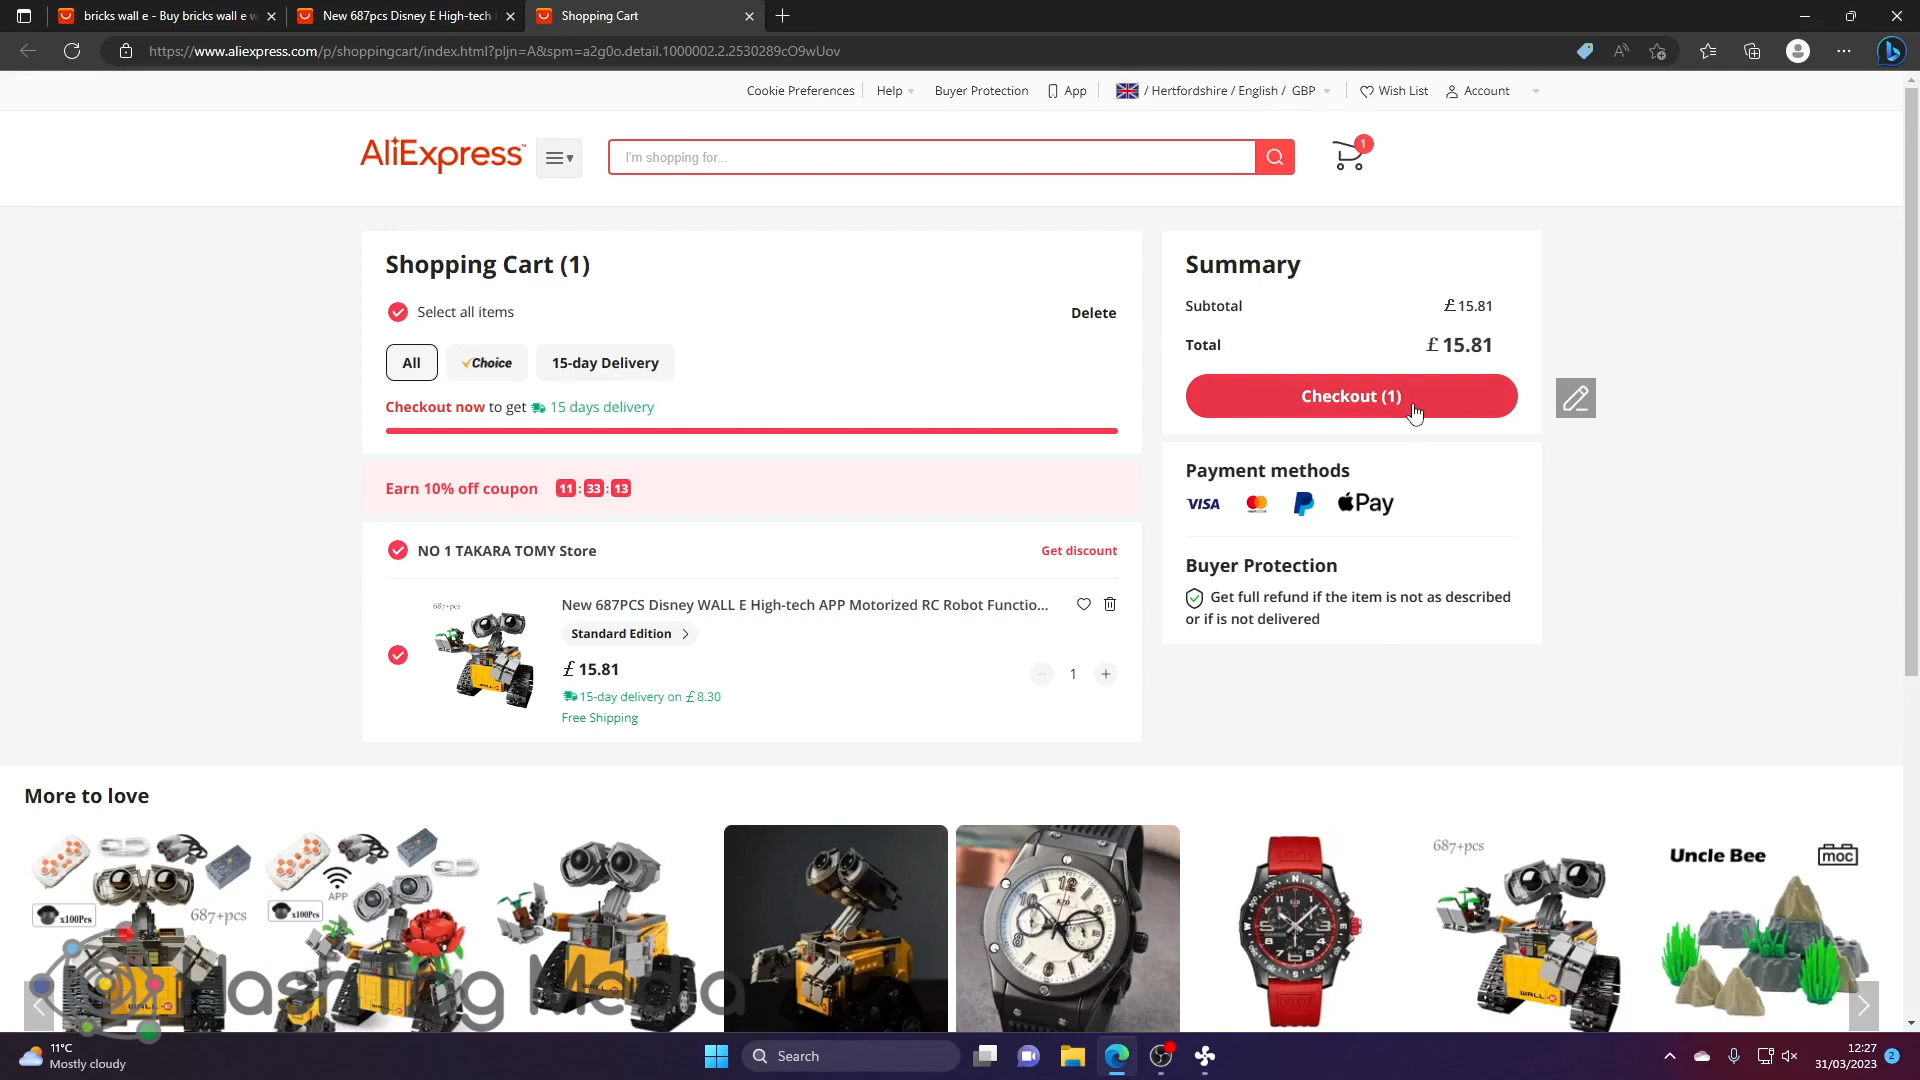 bricks wall e - Buy bricks wall e w
New 687pcs Disney E High-tech
Shopping Cart
https://www.aliexpress.com/p/shoppingcart/index.html?pljn=A&spm=a2g0o.detail.1000002.2.2530289cO9wUov
Cookie Preferences
Help
Buyer Protection
App
/ Hertfordshire / English / GBP
Wish List
Account
AliExpress
I'm shopping for...
1
Shopping Cart (1)
Select all items
Delete
All
Choice
15-day Delivery
Checkout now to get 15 days delivery
Earn 10% off coupon 11 : 33 : 13
NO 1 TAKARA TOMY Store
Get discount
687+pcs
New 687PCS Disney WALL E High-tech APP Motorized RC Robot Functio...
Standard Edition >
£15.81
− 1 +
15-day delivery on £8.30
Free Shipping
Summary
Subtotal £15.81
Total £15.81
Checkout (1)
Payment methods
VISA
Pay
Buyer Protection
Get full refund if the item is not as described
or if is not delivered
More to love
x100Pcs
687+pcs
APP
x100Pcs
687+pcs
Uncle Bee
moc
WALL·E
Hashting Media
11°C
Mostly cloudy
Search
12:27
31/03/2023
2